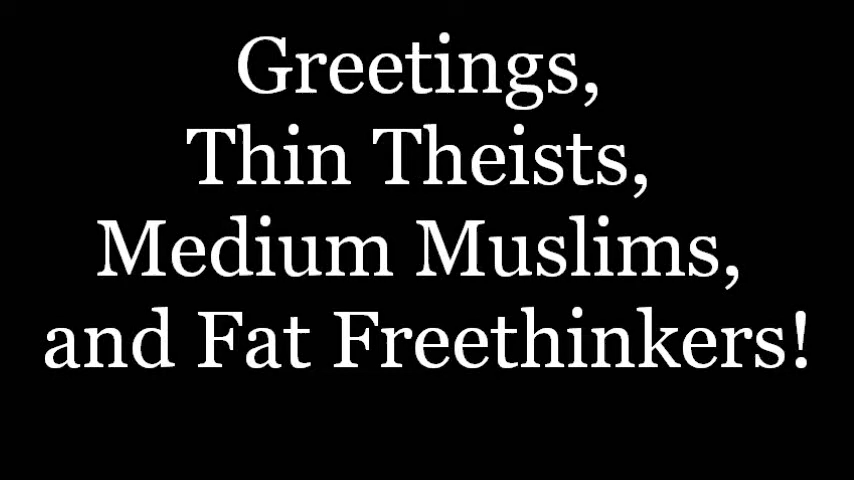 Greetings,
Thin Theists,
Medium Muslims,
and Fat Freethinkers!